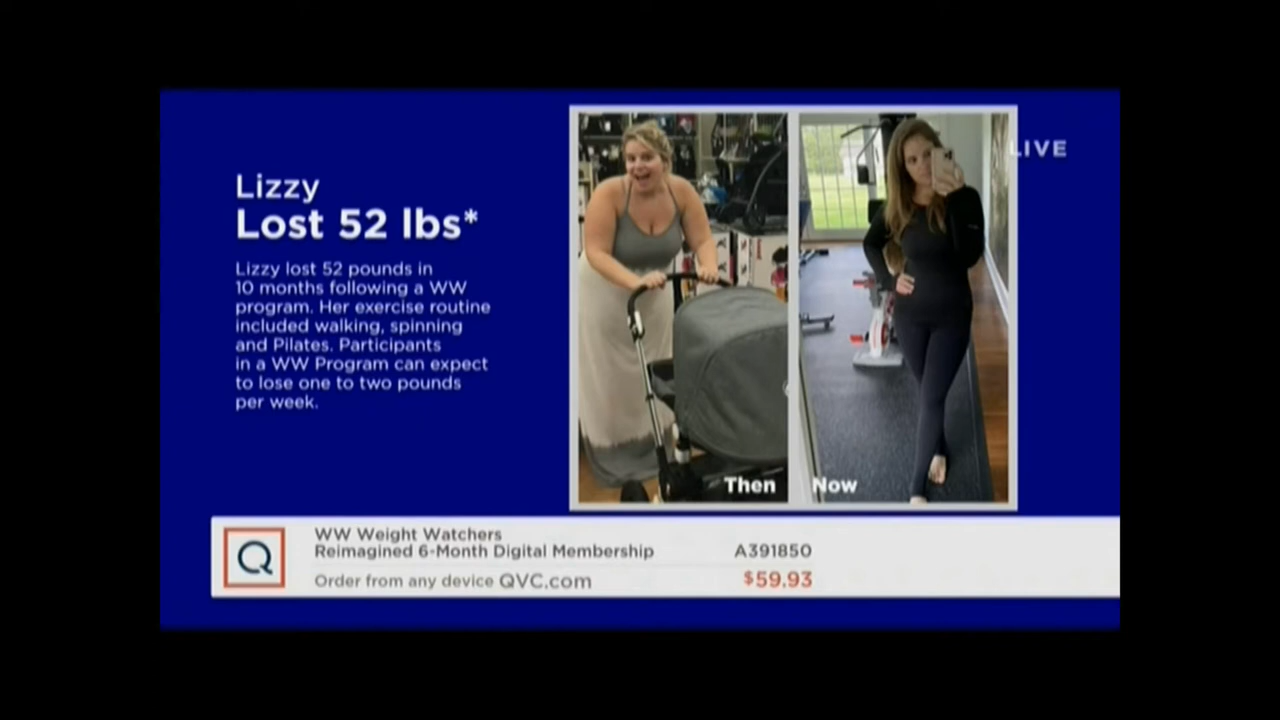 LIVE
Lizzy
Lost 52 lbs*
Lizzy lost 52 pounds in
10 months following a WW
program. Her exercise routine
included walking, spinning
and Pilates. Participants
in a WW Program can expect
to lose one to two pounds
per week.
Then
Now
Q
WW Weight Watchers
Reimagined 6-Month Digital Membership
A391850
Order from any device QVC.com
$59.93